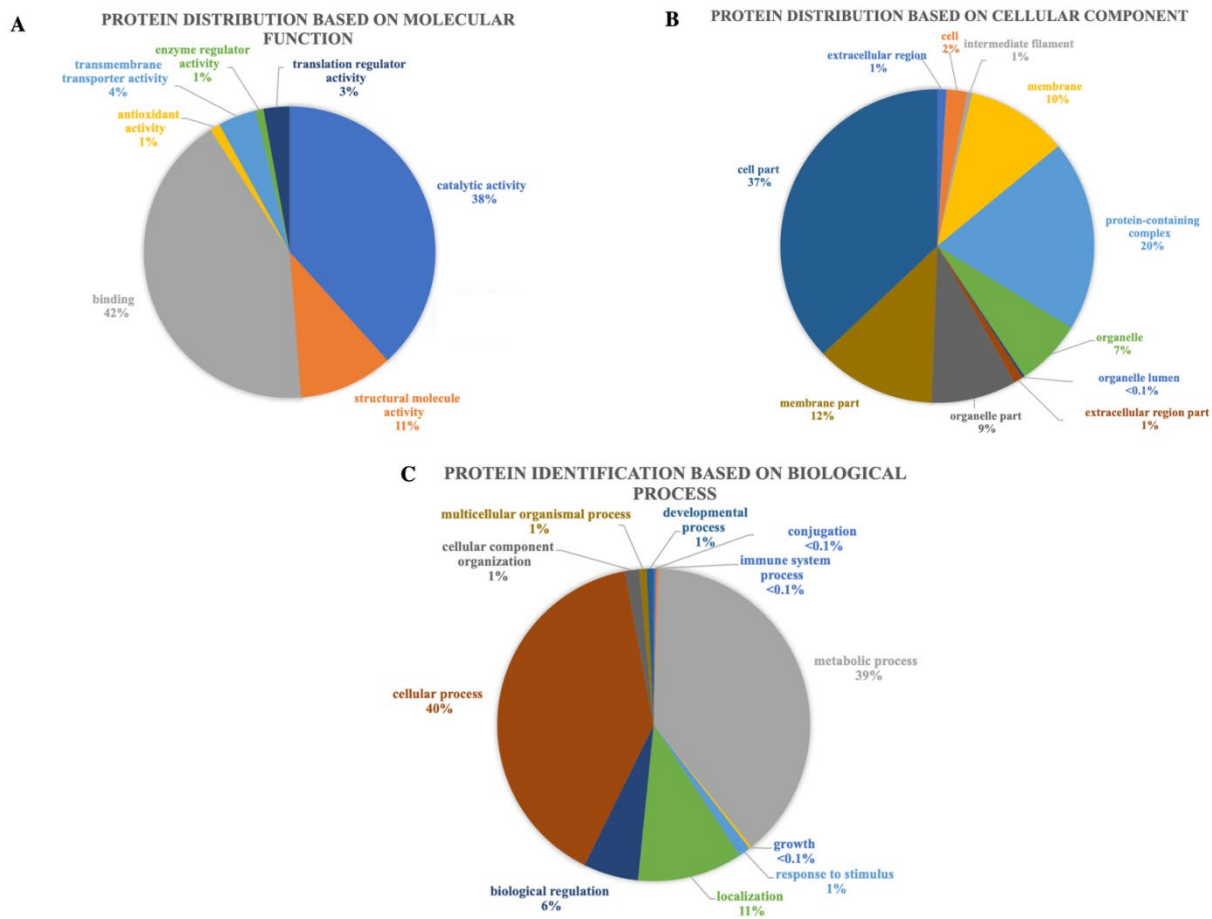 A
PROTEIN DISTRIBUTION BASED ON MOLECULAR
FUNCTION
enzyme regulator
activity
1%
translation regulator
activity
3%
transmembrane
transporter activity
4%
antioxidant
activity
1%
catalytic activity
38%
binding
42%
structural molecule
activity
11%
B
PROTEIN DISTRIBUTION BASED ON CELLULAR COMPONENT
extracellular region
1%
cell
2%
intermediate filament
1%
membrane
10%
cell part
37%
protein-containing
complex
20%
organelle
7%
organelle lumen
<0.1%
extracellular region part
1%
organelle part
9%
membrane part
12%
C
PROTEIN IDENTIFICATION BASED ON BIOLOGICAL
PROCESS
multicellular organismal process
1%
developmental
process
1%
conjugation
<0.1%
cellular component
organization
1%
immune system
process
<0.1%
metabolic process
39%
cellular process
40%
growth
<0.1%
response to stimulus
1%
localization
11%
biological regulation
6%